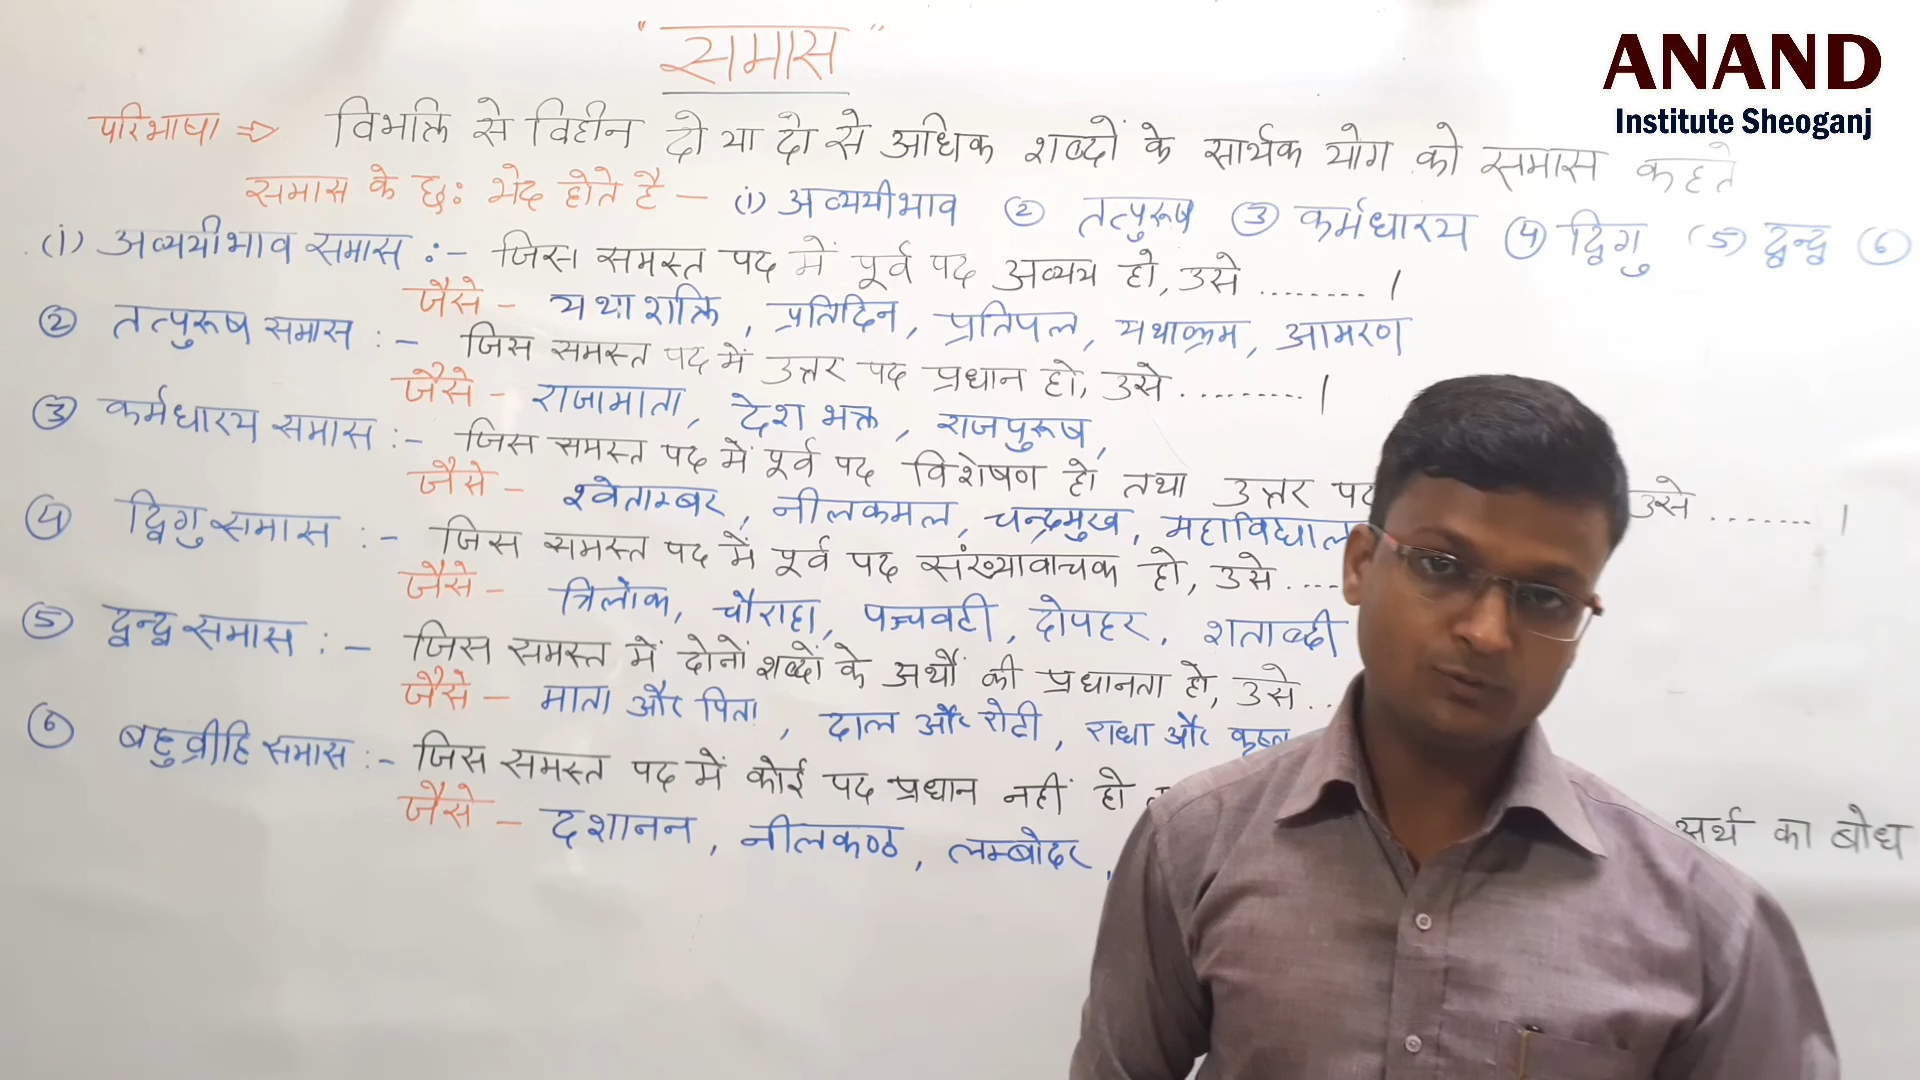 "समास"
ANAND
Institute Sheoganj
परिभाषा ⇒ विभक्ति से विहीन दो या दो से अधिक शब्दों के सार्थक योग को समास कहते
समास के छः भेद होते है – (i) अव्ययीभाव ② तत्पुरूष ③ कर्मधारय ④ द्विगु (5) द्वन्द्व ⑥
(i) अव्ययीभाव समास :- जिस समस्त पद में पूर्व पद अव्यय हो, उसे ........ ।
जैसे – यथाशक्ति, प्रतिदिन, प्रतिपल, यथाक्रम, आमरण
② तत्पुरूष समास :- जिस समस्त पद में उत्तर पद प्रधान हो, उसे ......... ।
जैसे – राजामाता, देश भक्त, राजपुरूष,
③ कर्मधारय समास :- जिस समस्त पद में पूर्व पद विशेषण हो तथा उत्तर पद उसे ....... ।
जैसे – श्वेताम्बर, नीलकमल, चन्द्रमुख, महाविद्याल
④ द्विगु समास :- जिस समस्त पद में पूर्व पद संख्यावाचक हो, उसे ....
जैसे – त्रिलोक, चौराहा, पञ्चवटी, दोपहर, शताब्दी
⑤ द्वन्द्व समास :- जिस समस्त में दोनों शब्दों के अर्थों की प्रधानता हो, उसे ..
जैसे – माता और पिता, दाल और रोटी, राधा और कृष्ण
⑥ बहुव्रीहि समास :- जिस समस्त पद में कोई पद प्रधान नहीं हो अर्थ का बोध
जैसे – दशानन, नीलकण्ठ, लम्बोदर,